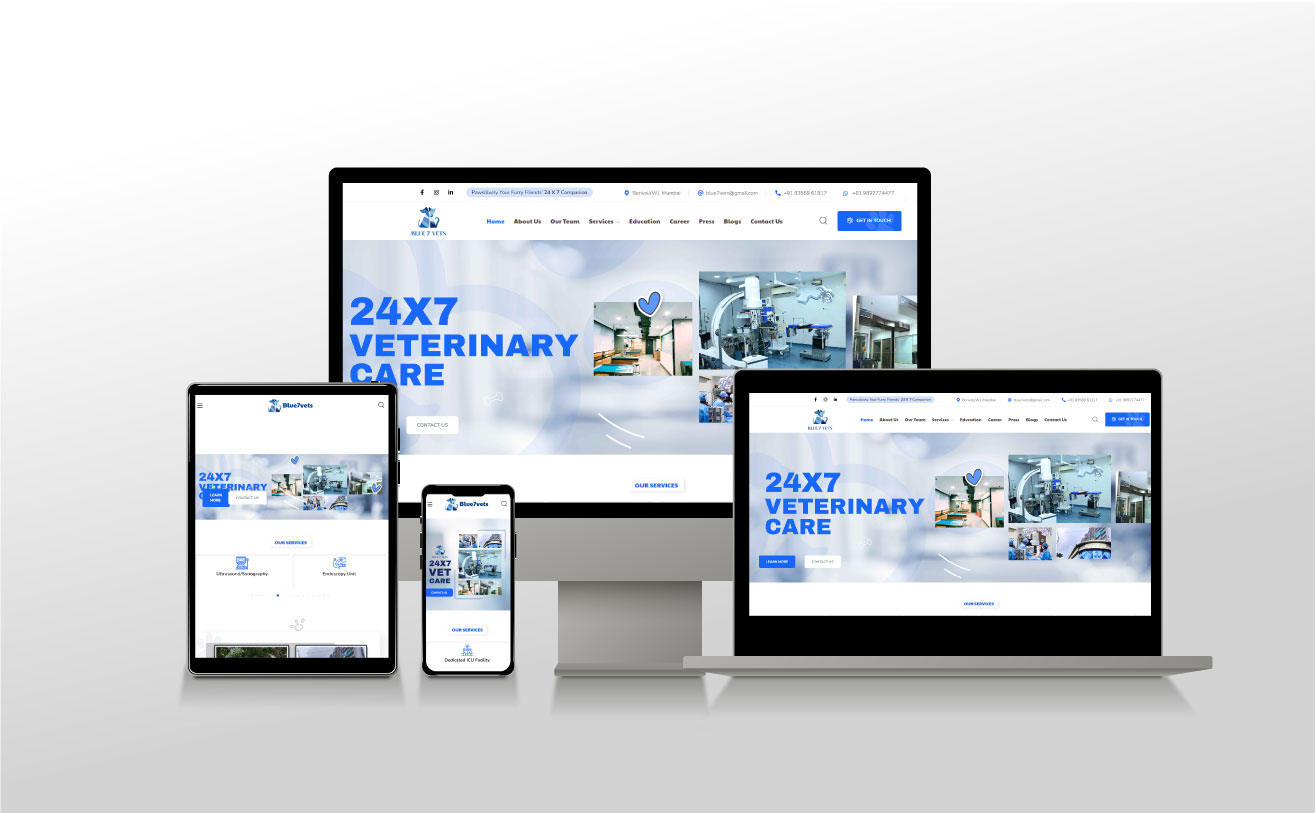 Pawsitively Your Furry Friends' 24 X 7 Companion
Borivali(W), Mumbai
blue7vets@gmail.com
+91 83569 61817
+91 9892774477
BLUE 7 VETS
Home About Us Our Team Services Education Career Press Blogs Contact Us
GET IN TOUCH
24X7
VETERINARY
CARE
CONTACT US
OUR SERVICES
Blue7vets
24X7
VETERINARY
LEARN
MORE
CONTACT US
OUR SERVICES
Ultrasound/Sonography
Endoscopy Unit
Blue7vets
24X7
VET
CARE
CONTACT US
OUR SERVICES
Dedicated ICU Facility
Pawsitively Your Furry Friends' 24 X 7 Companion
Borivali(W), Mumbai
blue7vets@gmail.com
+91 83569 61817
+91 9892774477
BLUE 7 VETS
Home About Us Our Team Services Education Career Press Blogs Contact Us
GET IN TOUCH
24X7
VETERINARY
CARE
LEARN MORE
CONTACT US
OUR SERVICES